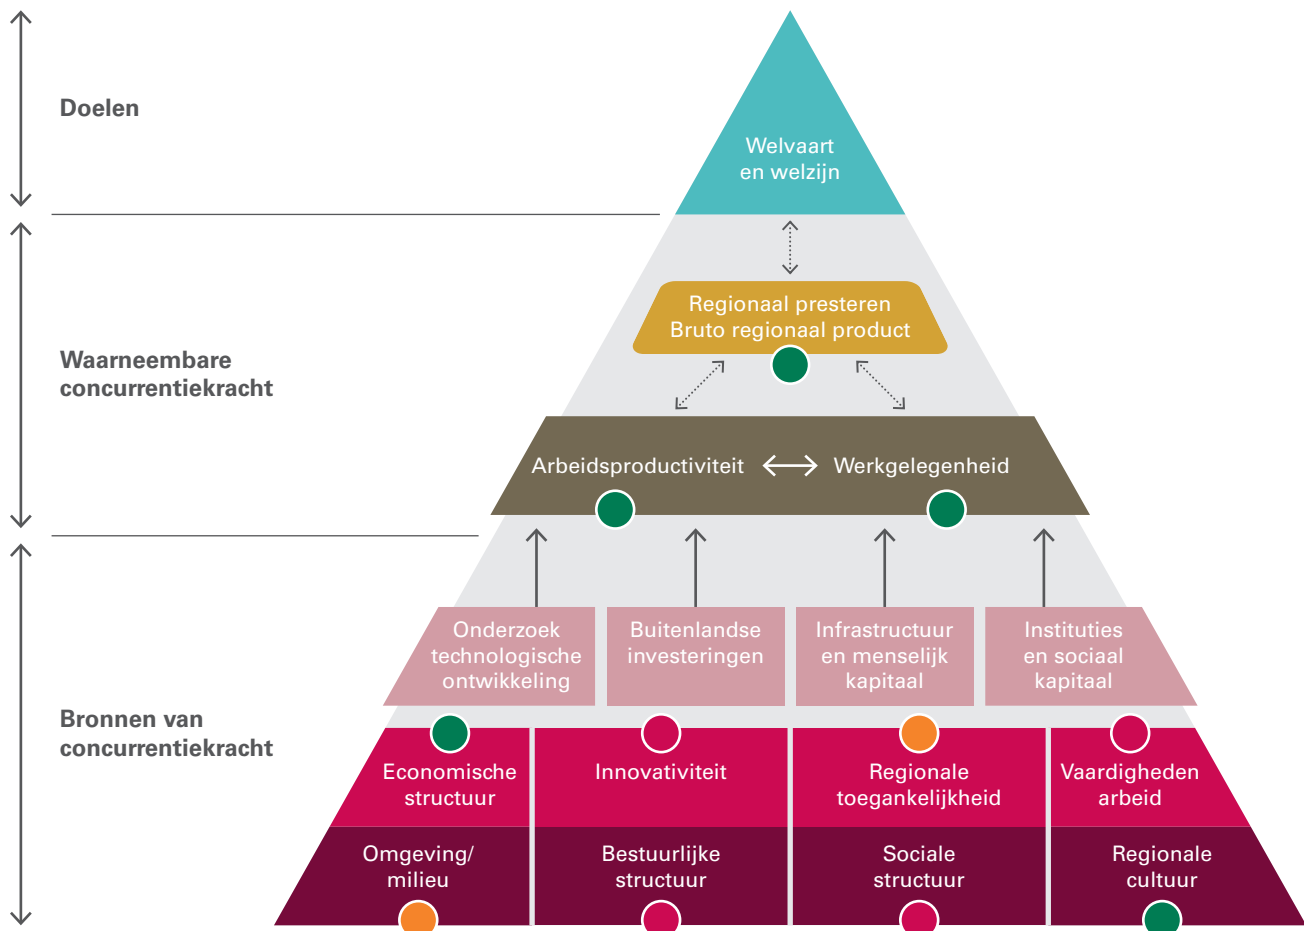 Doelen
Welvaart
en welzijn
Waarneembare
concurrentiekracht
Regionaal presteren
Bruto regionaal product
Arbeidsproductiviteit
Werkgelegenheid
Bronnen van
concurrentiekracht
Onderzoek
technologische
ontwikkeling
Buitenlandse
investeringen
Infrastructuur
en menselijk
kapitaal
Instituties
en sociaal
kapitaal
Economische
structuur
Innovativiteit
Regionale
toegankelijkheid
Vaardigheden
arbeid
Omgeving/
milieu
Bestuurlijke
structuur
Sociale
structuur
Regionale
cultuur